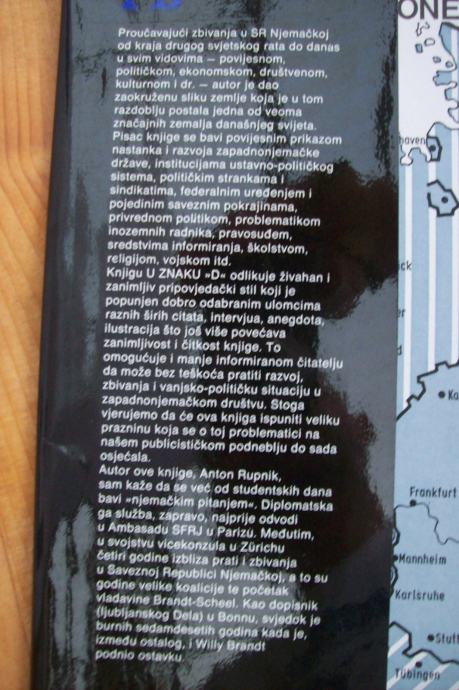 ONE
Proučavajući zbivanja u SR Njemačkoj
od kraja drugog svjetskog rata do danas
u svim vidovima — povijesnom,
političkom, ekonomskom, društvenom,
kulturnom i dr. — autor je dao
zaokruženu sliku zemlje koja je u tom
razdoblju postala jedna od veoma
značajnih zemalja današnjeg svijeta.
Pisac knjige se bavi povijesnim prikazom
nastanka i razvoja zapadnonjemačke
države, institucijama ustavno-političkog
sistema, političkim strankama i
sindikatima, federalnim uređenjem i
pojedinim saveznim pokrajinama,
privrednom politikom, problematikom
inozemnih radnika, pravosuđem,
sredstvima informiranja, školstvom,
religijom, vojskom itd.
Knjigu U ZNAKU »D« odlikuje živahan i
zanimljiv pripovjedački stil koji je
popunjen dobro odabranim ulomcima
raznih širih citata, intervjua, anegdota,
ilustracija što još više povećava
zanimljivost i čitkost knjige. To
omogućuje i manje informiranom čitatelju
da može bez teškoća pratiti razvoj,
zbivanja i vanjsko-političku situaciju u
zapadnonjemačkom društvu. Stoga
vjerujemo da će ova knjiga ispuniti veliku
prazninu koja se o toj problematici na
našem publicističkom podneblju do sada
osjećala.
Autor ove knjige, Anton Rupnik,
sam kaže da se već od studentskih dana
bavi »njemačkim pitanjem«. Diplomatska
ga služba, zapravo, najprije odvodi
u Ambasadu SFRJ u Parizu. Međutim,
u svojstvu vicekonzula u Zürichu
četiri godine izbliza prati i zbivanja
u Saveznoj Republici Njemačkoj, a to su
godine velike koalicije te početak
vladavine Brandt-Scheel. Kao dopisnik
(ljubljanskog Dela) u Bonnu, svjedok je
burnih sedamdesetih godina kada je,
između ostalog, i Willy Brandt
podnio ostavku.
haven
ck
er
d
Ka
Frankfurt
Mannheim
Karlsruhe
Stutt
Tübingen